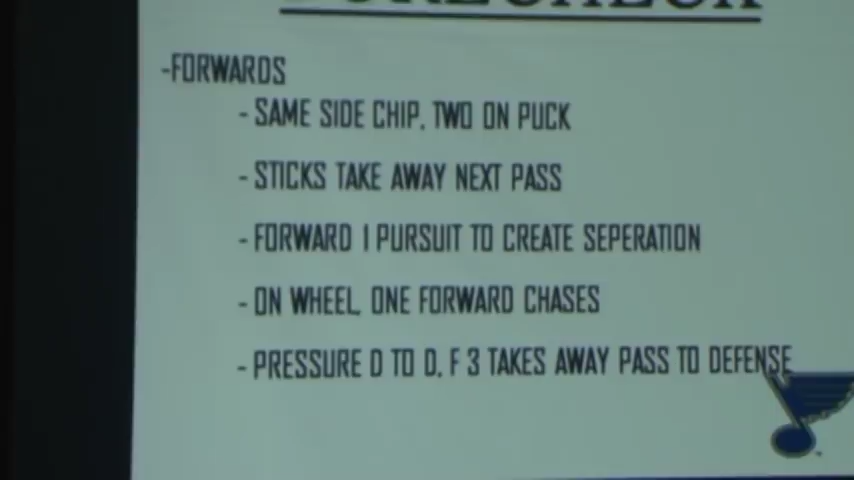 FORECHECK
-FORWARDS
- SAME SIDE CHIP, TWO ON PUCK
- STICKS TAKE AWAY NEXT PASS
- FORWARD 1 PURSUIT TO CREATE SEPERATION
- ON WHEEL, ONE FORWARD CHASES
- PRESSURE D TO D, F 3 TAKES AWAY PASS TO DEFENSE